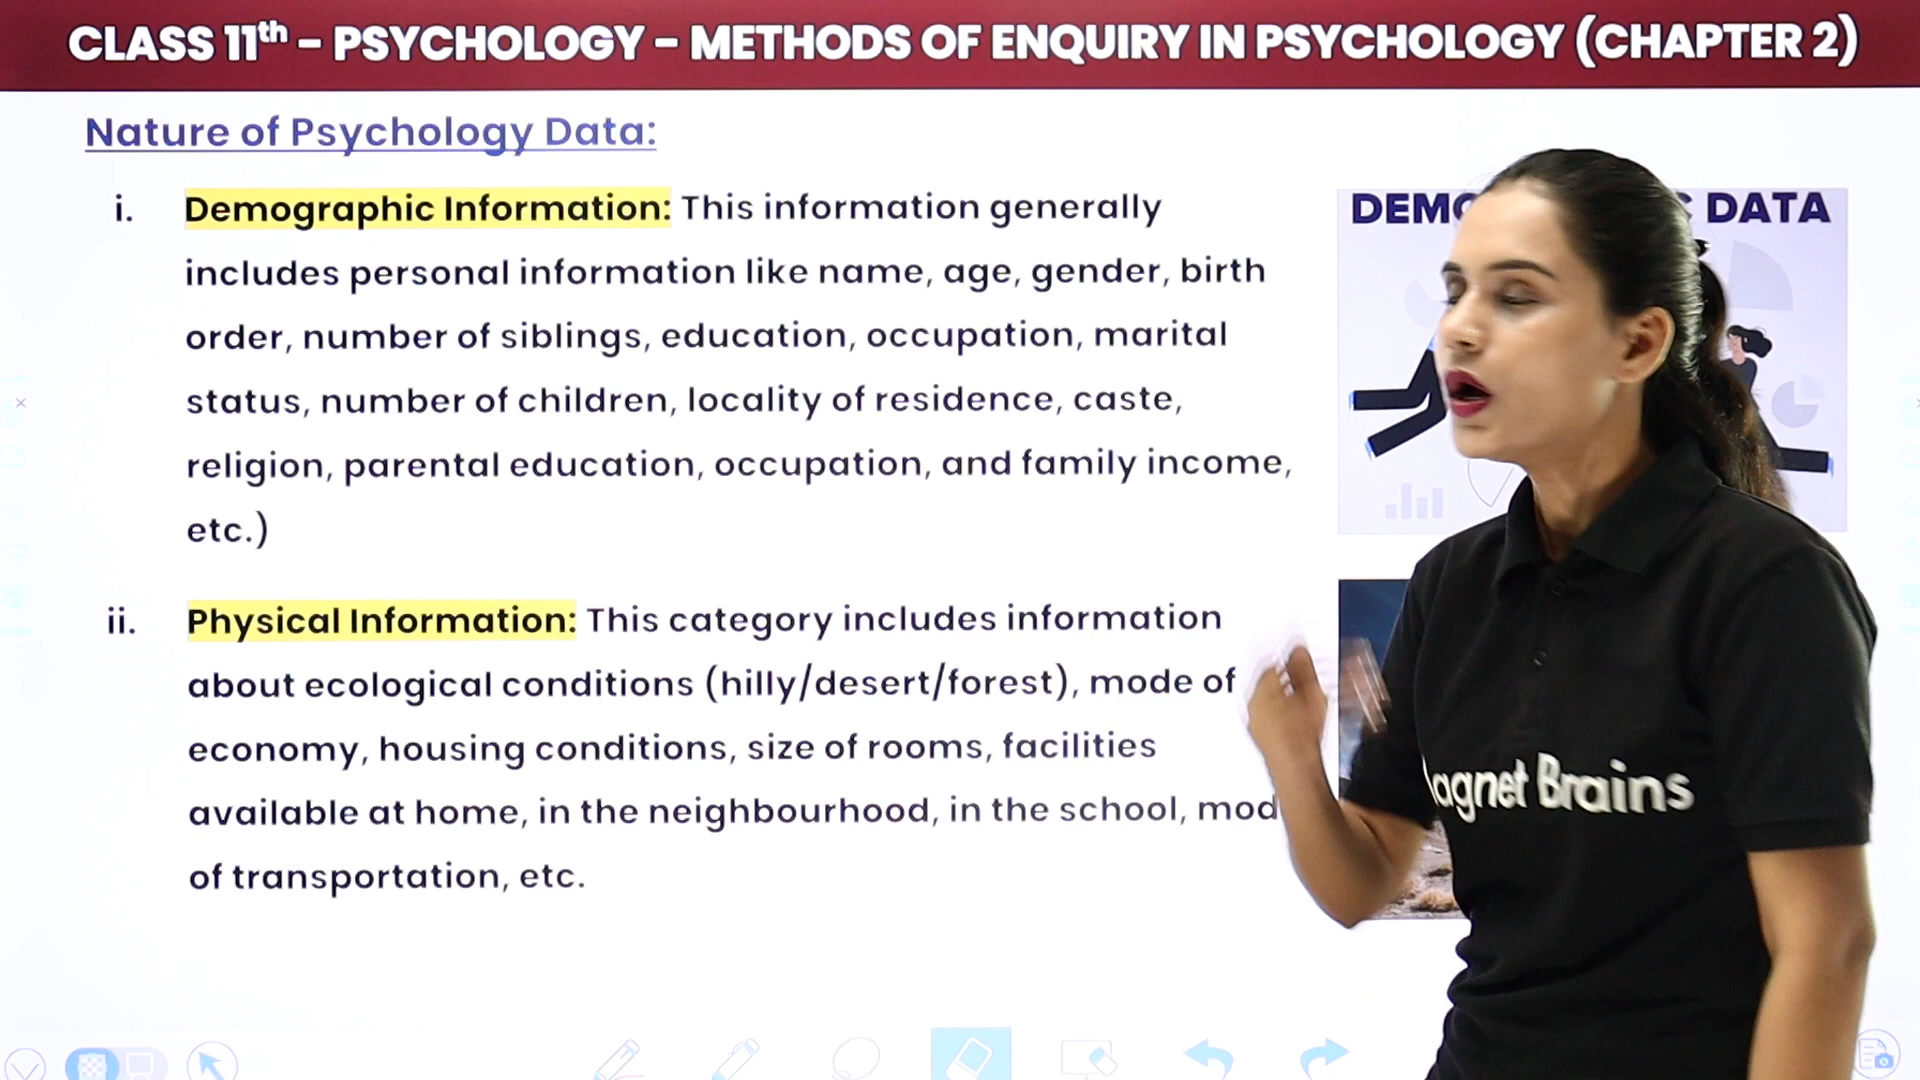 CLASS 11th – PSYCHOLOGY – METHODS OF ENQUIRY IN PSYCHOLOGY (CHAPTER 2)
Nature of Psychology Data:
i. Demographic Information: This information generally
includes personal information like name, age, gender, birth
order, number of siblings, education, occupation, marital
status, number of children, locality of residence, caste,
religion, parental education, occupation, and family income,
etc.)
ii. Physical Information: This category includes information
about ecological conditions (hilly/desert/forest), mode of
economy, housing conditions, size of rooms, facilities
available at home, in the neighbourhood, in the school, mod
of transportation, etc.
DATA
agnet Brains